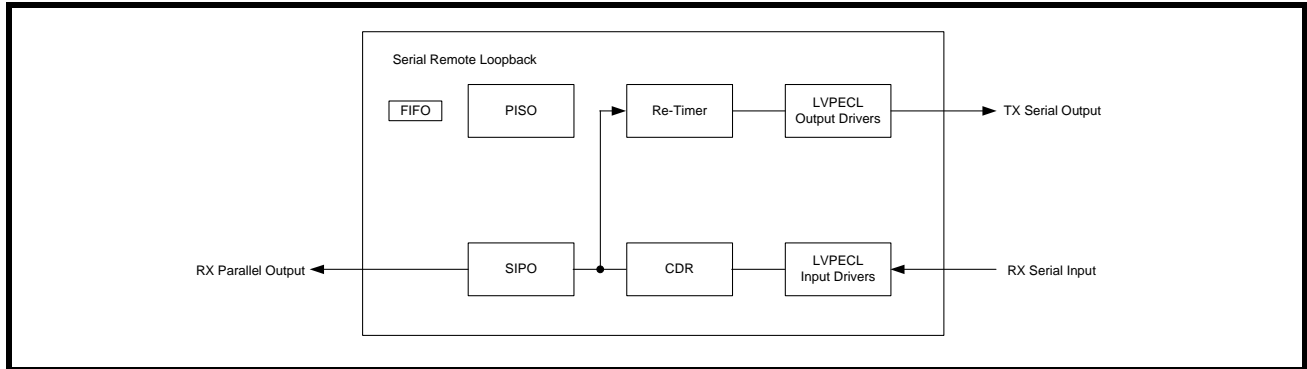 Serial Remote Loopback
FIFO
PISO
Re-Timer
LVPECL
Output Drivers
TX Serial Output
RX Parallel Output
SIPO
CDR
LVPECL
Input Drivers
RX Serial Input